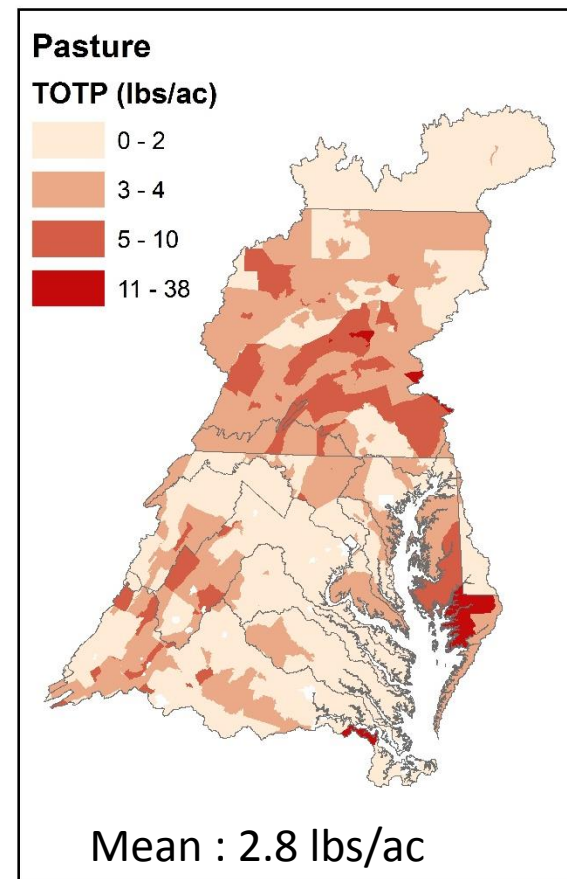 Pasture
TOTP (lbs/ac)
0 - 2
3 - 4
5 - 10
11 - 38
Mean : 2.8 lbs/ac